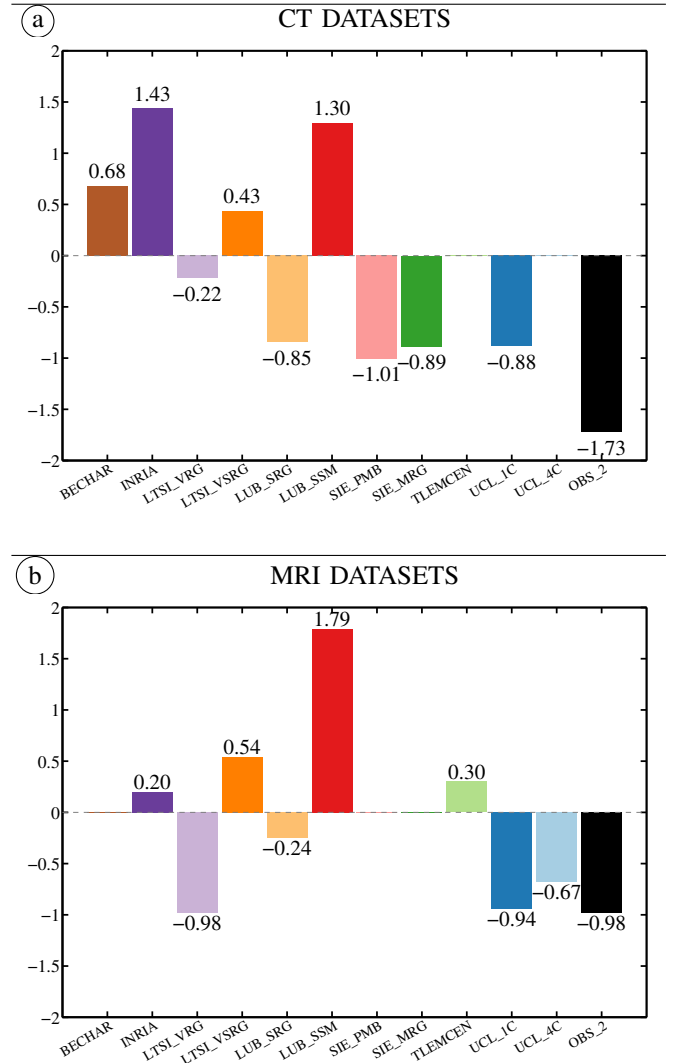 a
CT DATASETS
2
1.5
1
0.5
0
−0.5
−1
−1.5
−2
0.68
1.43
−0.22
0.43
−0.85
1.30
−1.01
−0.89
−0.88
−1.73
BECHAR
INRIA
LTSI_VRG
LTSI_VSRG
LUB_SRG
LUB_SSM
SIE_PMB
SIE_MRG
TLEMCEN
UCL_1C
UCL_4C
OBS_2
b
MRI DATASETS
2
1.5
1
0.5
0
−0.5
−1
−1.5
−2
0.20
−0.98
0.54
−0.24
1.79
0.30
−0.94
−0.67
−0.98
BECHAR
INRIA
LTSI_VRG
LTSI_VSRG
LUB_SRG
LUB_SSM
SIE_PMB
SIE_MRG
TLEMCEN
UCL_1C
UCL_4C
OBS_2